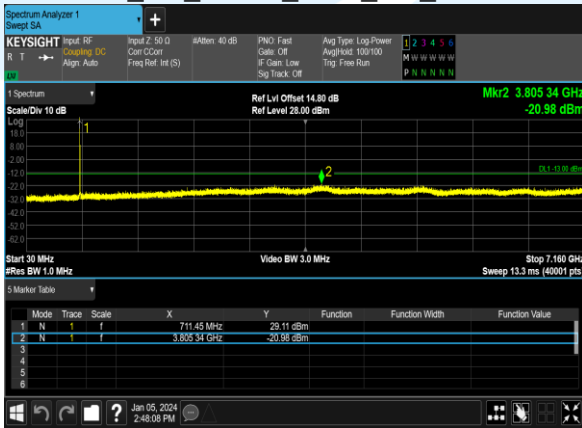 Spectrum Analyzer 1
Swept SA
+
KEYSIGHT Input: RF Input Z: 50 Ω #Atten: 40 dB PNO: Fast Avg Type: Log-Power 1 2 3 4 5 6
R T Coupling: DC Corr CCorr Gate: Off Avg|Hold: 100/100 M W W W W W
Align: Auto Freq Ref: Int (S) IF Gain: Low Trig: Free Run
Sig Track: Off P N N N N N
1 Spectrum Ref Lvl Offset 14.80 dB Mkr2 3.805 34 GHz
Scale/Div 10 dB Ref Level 28.00 dBm -20.98 dBm
Log
1
18.0
8.00
-2.00
-12.0 2 DL1 -13.00 dBm
-22.0
-32.0
-42.0
-52.0
-62.0
Start 30 MHz Video BW 3.0 MHz Stop 7.160 GHz
#Res BW 1.0 MHz Sweep 13.3 ms (40001 pts)
5 Marker Table
Mode Trace Scale X Y Function Function Width Function Value
1 N 1 f 711.45 MHz 29.11 dBm
2 N 1 f 3.805 34 GHz -20.98 dBm
3
4
5
6
? Jan 05, 2024
2:48:08 PM